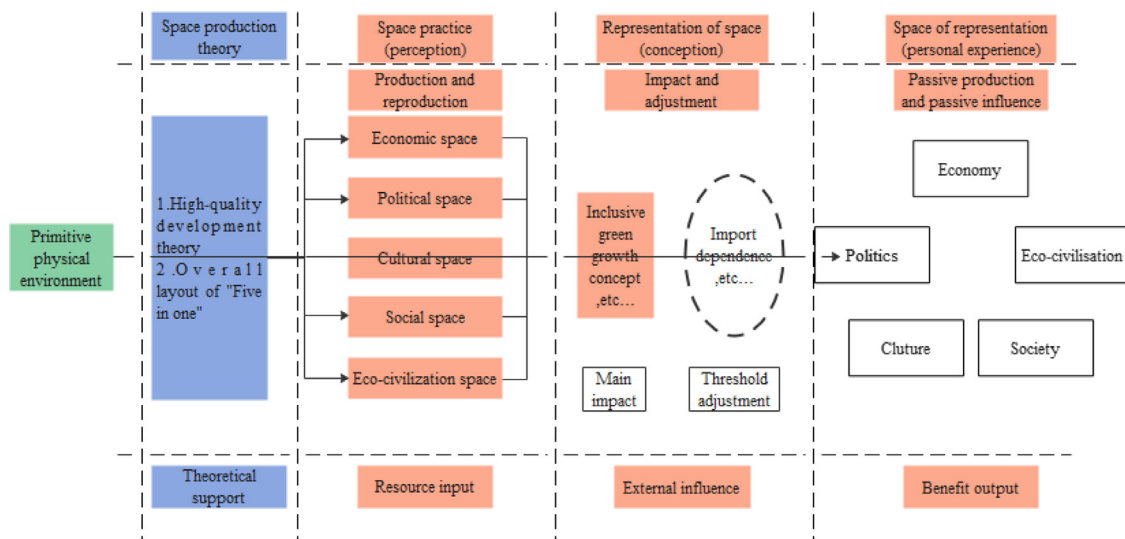 Space production
theory
Space practice
(perception)
Representation of space
(conception)
Space of representation
(personal experience)
Production and
reproduction
Impact and
adjustment
Passive production
and passive influence
Primitive
physical
environment
1.High-quality
development
theory
2 .O v e r a l l
layout of "Five
in one"
Economic space
Political space
Cultural space
Social space
Eco-civilization space
Inclusive
green
growth
concept
,etc…
Import
dependence
,etc…
Main
impact
Threshold
adjustment
Economy
Politics
Eco-civilisation
Cluture
Society
Theoretical
support
Resource input
External influence
Benefit output